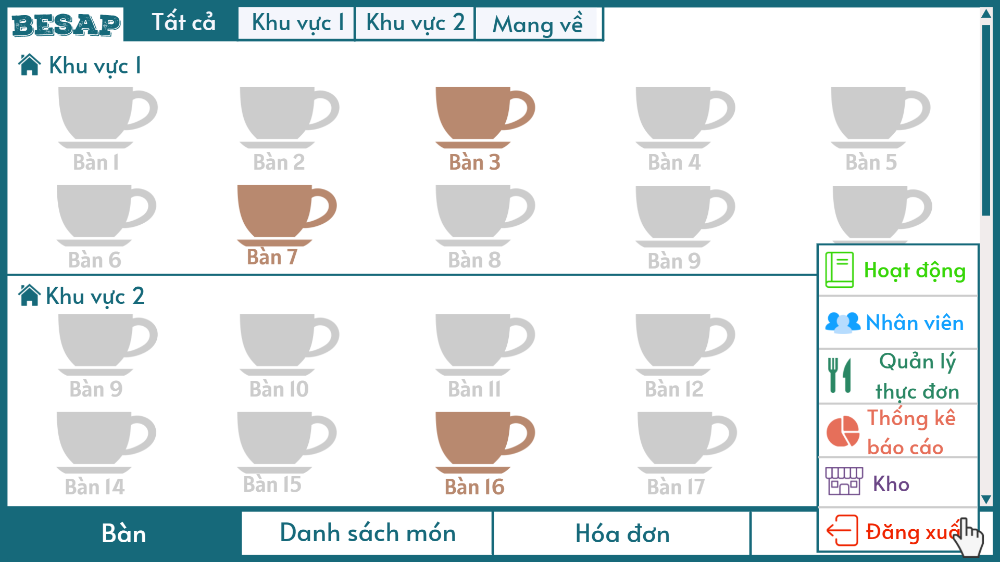 BESAP
Tất cả
Khu vực 1
Khu vực 2
Mang về
Khu vực 1
Bàn 1
Bàn 2
Bàn 3
Bàn 4
Bàn 5
Bàn 6
Bàn 7
Bàn 8
Bàn 9
Khu vực 2
Bàn 9
Bàn 10
Bàn 11
Bàn 12
Bàn 14
Bàn 15
Bàn 16
Bàn 17
Hoạt động
Nhân viên
Quản lý
thực đơn
Thống kê
báo cáo
Kho
Đăng xuấ
Bàn
Danh sách món
Hóa đơn